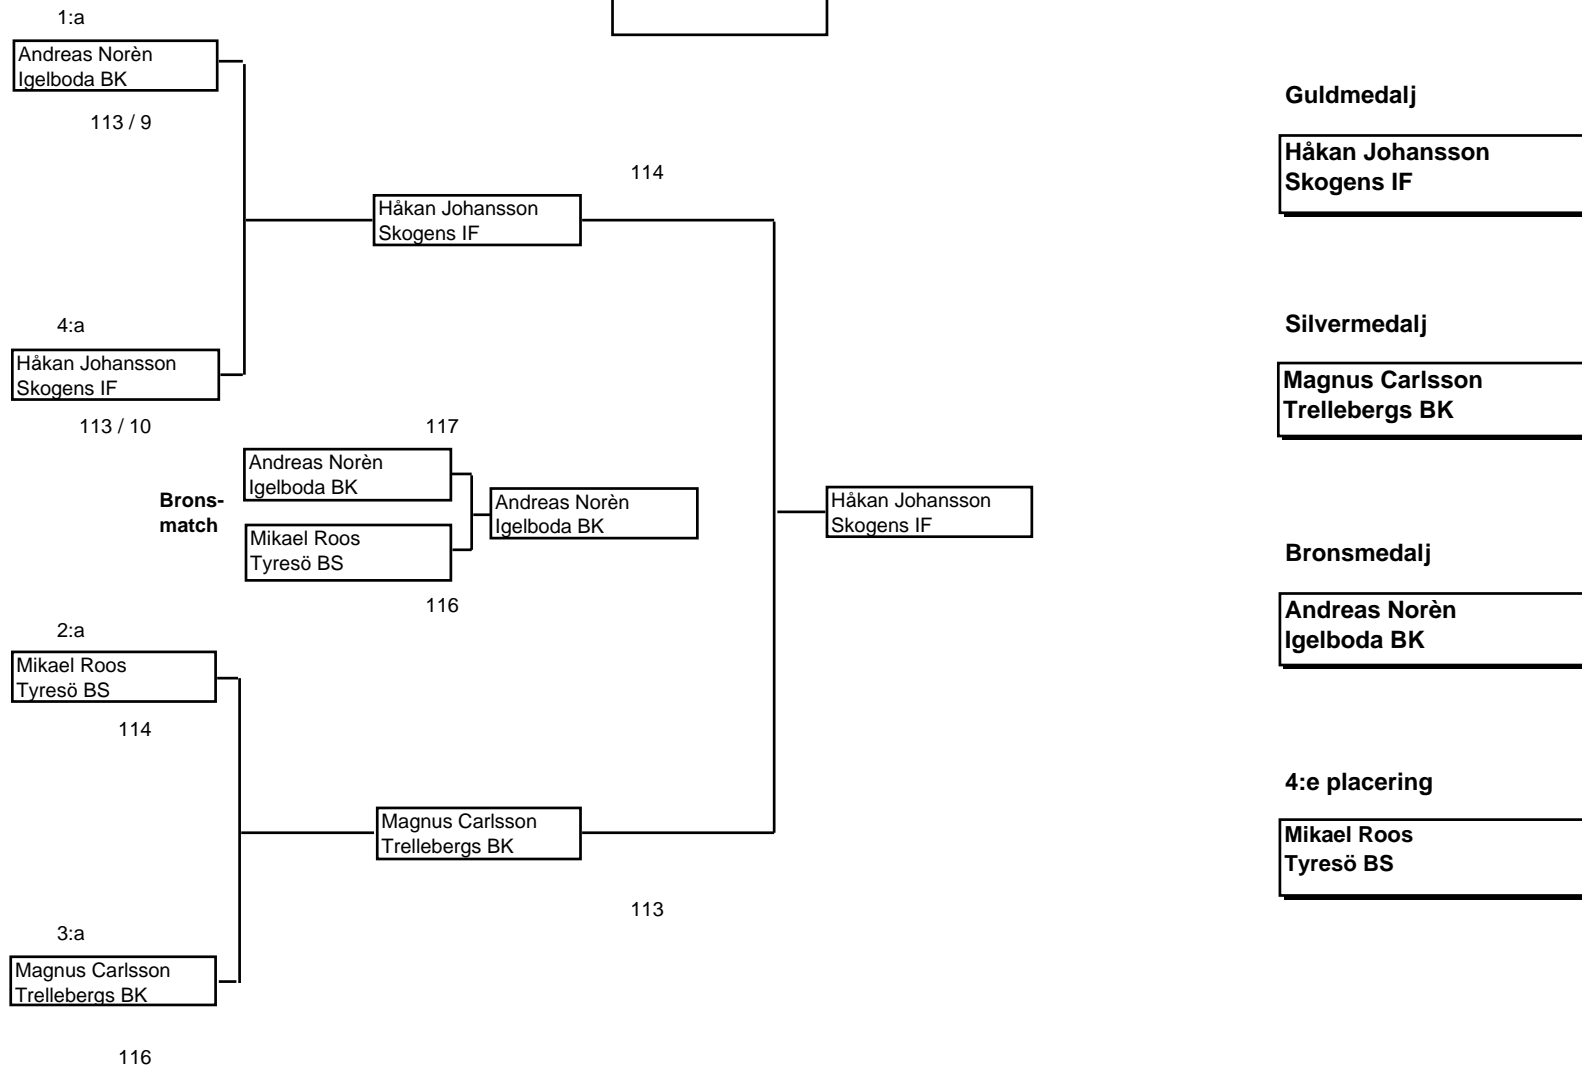 1:a
Andreas Norèn
Igelboda BK
113 / 9
114
Håkan Johansson
Skogens IF
4:a
Håkan Johansson
Skogens IF
113 / 10
117
Andreas Norèn
Igelboda BK
Brons-
match
Andreas Norèn
Igelboda BK
Mikael Roos
Tyresö BS
116
Håkan Johansson
Skogens IF
2:a
Mikael Roos
Tyresö BS
114
Magnus Carlsson
Trellebergs BK
113
3:a
Magnus Carlsson
Trellebergs BK
116
Guldmedalj
Håkan Johansson
Skogens IF
Silvermedalj
Magnus Carlsson
Trellebergs BK
Bronsmedalj
Andreas Norèn
Igelboda BK
4:e placering
Mikael Roos
Tyresö BS